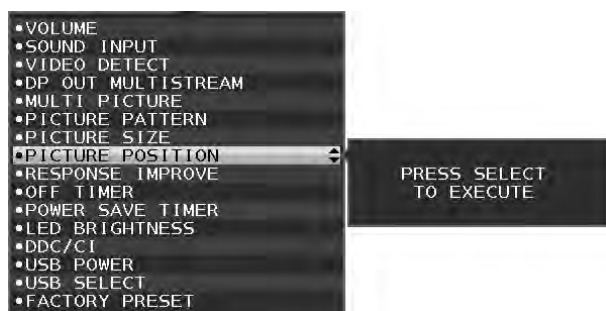 •VOLUME
•SOUND INPUT
•VIDEO DETECT
•DP OUT MULTISTREAM
•MULTI PICTURE
•PICTURE PATTERN
•PICTURE SIZE
•PICTURE POSITION
•RESPONSE IMPROVE
•OFF TIMER
•POWER SAVE TIMER
•LED BRIGHTNESS
•DDC/CI
•USB POWER
•USB SELECT
•FACTORY PRESET
PRESS SELECT
TO EXECUTE